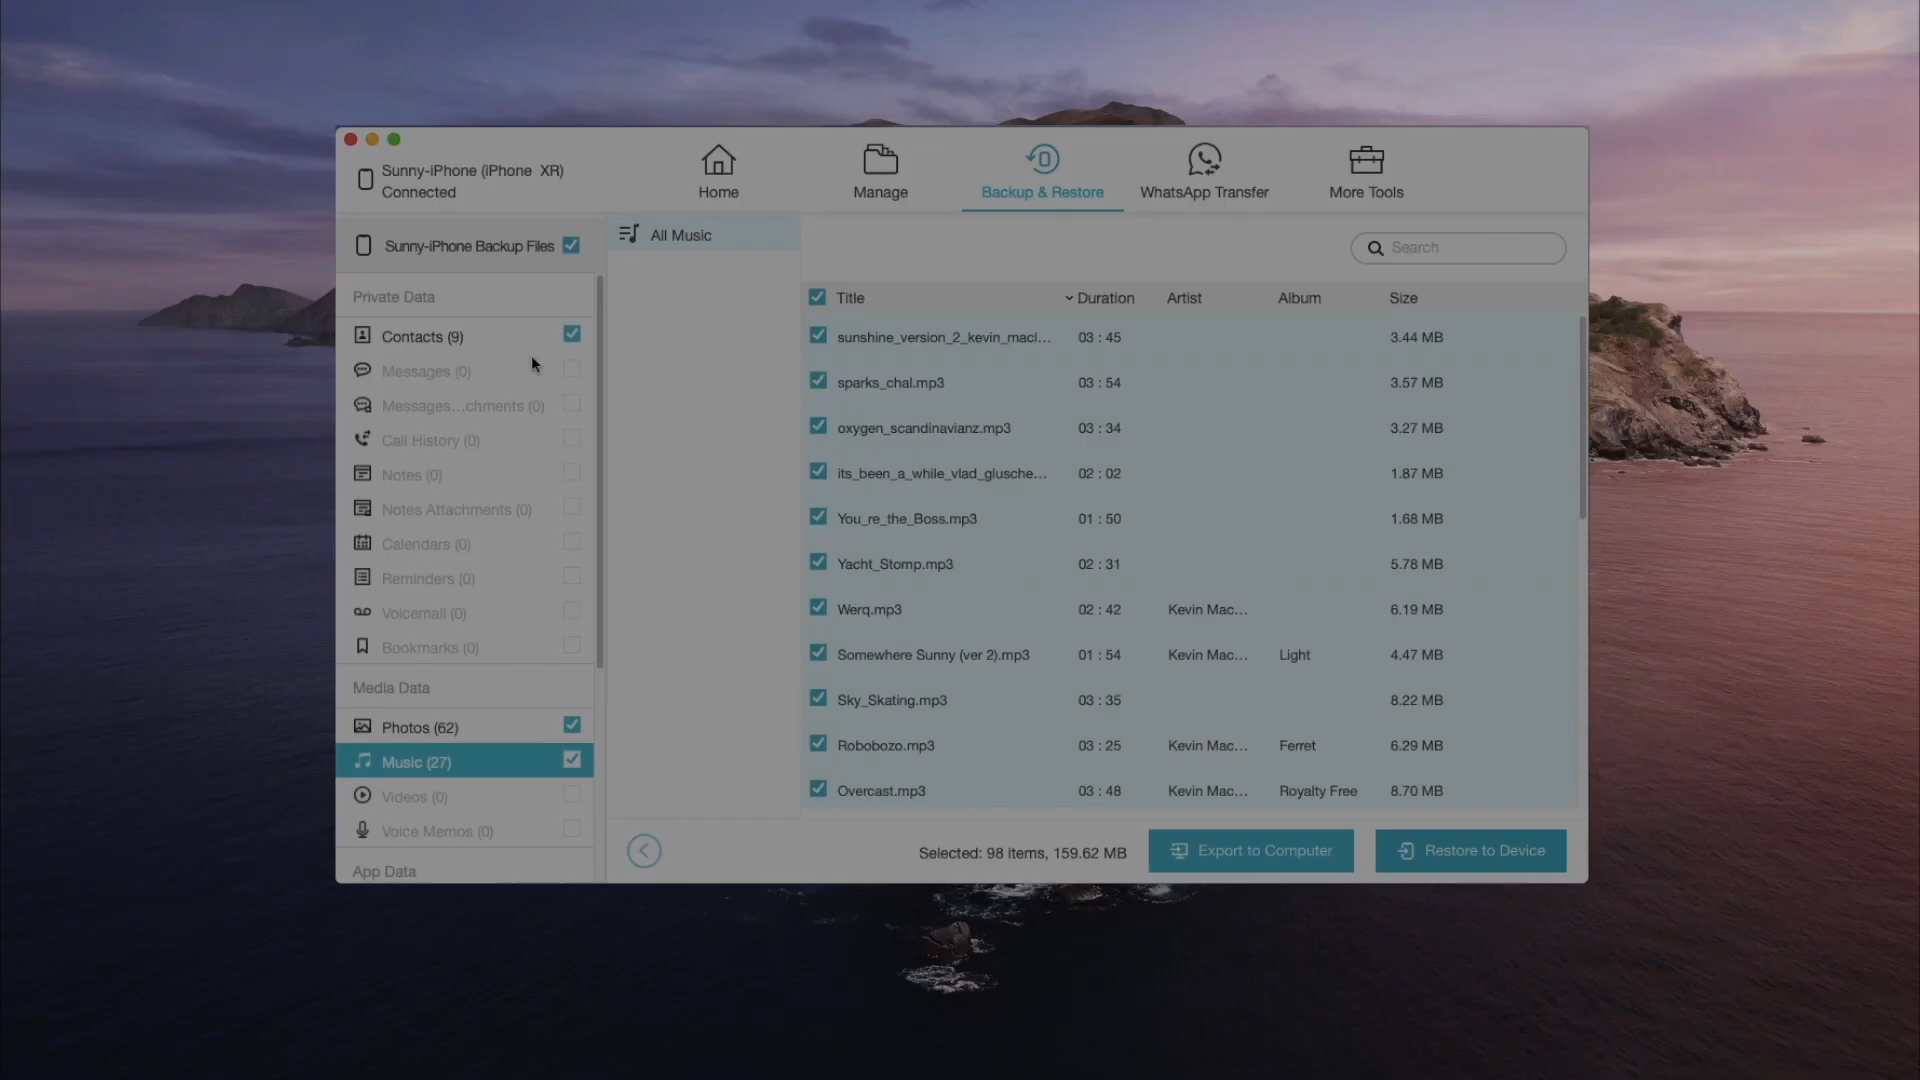 Sunny-iPhone (iPhone XR)
Connected
Home
Manage
Backup & Restore
WhatsApp Transfer
More Tools
Sunny-iPhone Backup Files
All Music
Search
Private Data
Title
Duration
Artist
Album
Size
Contacts (9)
Messages (0)
Messages...chments (0)
Call History (0)
Notes (0)
Notes Attachments (0)
Calendars (0)
Reminders (0)
Voicemail (0)
Bookmarks (0)
Media Data
Photos (62)
Music (27)
Videos (0)
Voice Memos (0)
App Data
sunshine_version_2_kevin_macl... 03 : 45 3.44 MB
sparks_chal.mp3 03 : 54 3.57 MB
oxygen_scandinavianz.mp3 03 : 34 3.27 MB
its_been_a_while_vlad_glusche... 02 : 02 1.87 MB
You_re_the_Boss.mp3 01 : 50 1.68 MB
Yacht_Stomp.mp3 02 : 31 5.78 MB
Werq.mp3 02 : 42 Kevin Mac... 6.19 MB
Somewhere Sunny (ver 2).mp3 01 : 54 Kevin Mac... Light 4.47 MB
Sky_Skating.mp3 03 : 35 8.22 MB
Robobozo.mp3 03 : 25 Kevin Mac... Ferret 6.29 MB
Overcast.mp3 03 : 48 Kevin Mac... Royalty Free 8.70 MB
Selected: 98 items, 159.62 MB
Export to Computer
Restore to Device